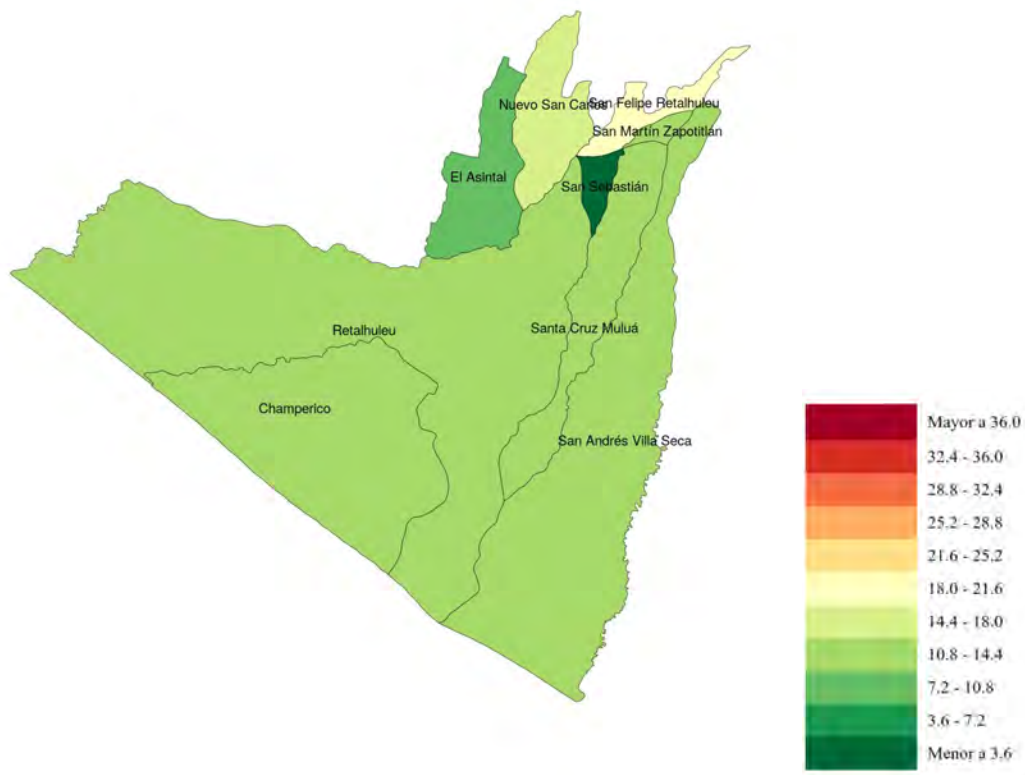 Nuevo San Carlos
San Felipe Retalhuleu
San Martín Zapotitlán
El Asintal
San Sebastián
Santa Cruz Muluá
Retalhuleu
Champerico
San Andrés Villa Seca
Mayor a 36.0
32.4 - 36.0
28.8 - 32.4
25.2 - 28.8
21.6 - 25.2
18.0 - 21.6
14.4 - 18.0
10.8 - 14.4
7.2 - 10.8
3.6 - 7.2
Menor a 3.6